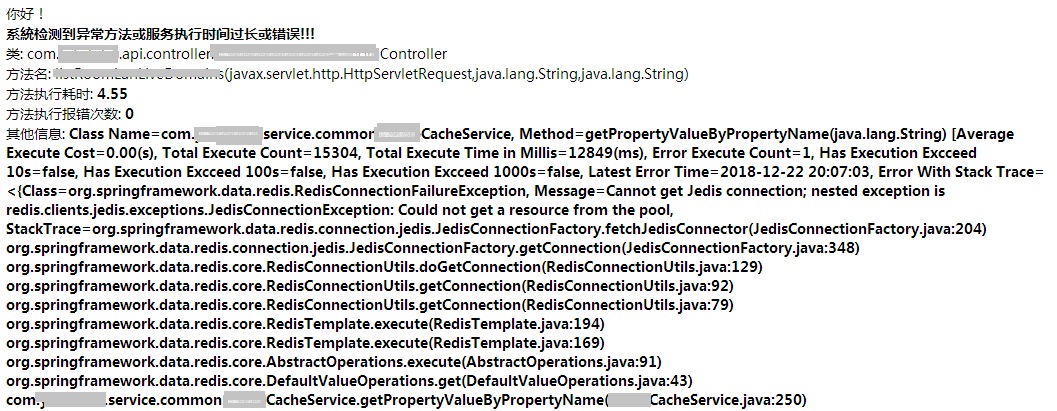 你好！
系統检测到异常方法或服务执行时间过长或错误!!!
类: com. .api.controller. Controller
方法名: (javax.servlet.http.HttpServletRequest,java.lang.String,java.lang.String)
方法执行耗时: 4.55
方法执行报错次数: 0
其他信息: Class Name=com. service.common CacheService, Method=getPropertyValueByPropertyName(java.lang.String) [Average
Execute Cost=0.00(s), Total Execute Count=15304, Total Execute Time in Millis=12849(ms), Error Execute Count=1, Has Execution Excceed
10s=false, Has Execution Excceed 100s=false, Has Execution Excceed 1000s=false, Latest Error Time=2018-12-22 20:07:03, Error With Stack Trace=
<{Class=org.springframework.data.redis.RedisConnectionFailureException, Message=Cannot get Jedis connection; nested exception is
redis.clients.jedis.exceptions.JedisConnectionException: Could not get a resource from the pool,
StackTrace=org.springframework.data.redis.connection.jedis.JedisConnectionFactory.fetchJedisConnector(JedisConnectionFactory.java:204)
org.springframework.data.redis.connection.jedis.JedisConnectionFactory.getConnection(JedisConnectionFactory.java:348)
org.springframework.data.redis.core.RedisConnectionUtils.doGetConnection(RedisConnectionUtils.java:129)
org.springframework.data.redis.core.RedisConnectionUtils.getConnection(RedisConnectionUtils.java:92)
org.springframework.data.redis.core.RedisConnectionUtils.getConnection(RedisConnectionUtils.java:79)
org.springframework.data.redis.core.RedisTemplate.execute(RedisTemplate.java:194)
org.springframework.data.redis.core.RedisTemplate.execute(RedisTemplate.java:169)
org.springframework.data.redis.core.AbstractOperations.execute(AbstractOperations.java:91)
org.springframework.data.redis.core.DefaultValueOperations.get(DefaultValueOperations.java:43)
com. .service.common CacheService.getPropertyValueByPropertyName( CacheService.java:250)